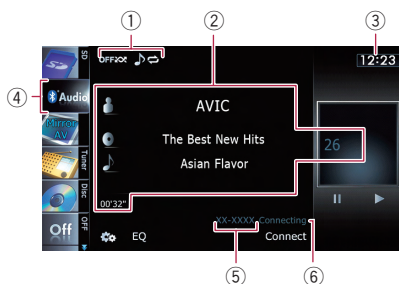 ① ② ③
SD OFF 12:23
④ Audio AVIC
Mirror AV
The Best New Hits 26
Tuner Asian Flavor
Disc
00'32"
Off OFF XX-XXXX Connecting
EQ Connect
⑤ ⑥